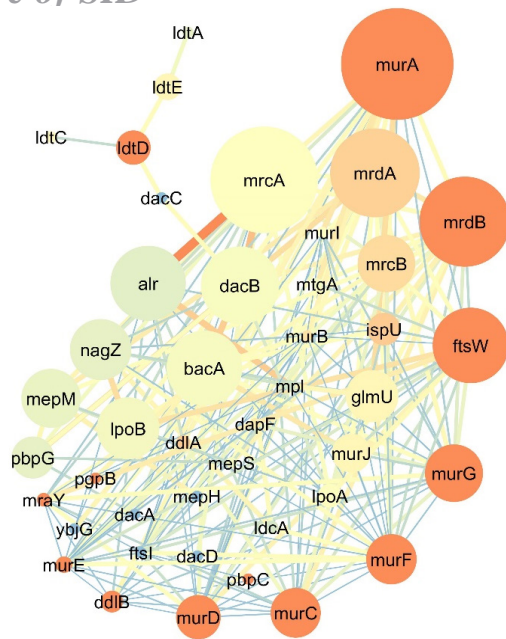 ldtA
murA
ldtE
ldtC
ldtD
mrcA
mrdA
dacC
mrdB
murI
mrcB
alr
dacB
mtgA
ispU
murB
ftsW
nagZ
bacA
mpl
mepM
glmU
lpoB
dapF
ddlA
pbpG
mepS
murJ
murG
pgpB
mraY
mepH
lpoA
dacA
ybjG
ldcA
ftsI
dacD
murE
murF
pbpC
ddlB
murD
murC